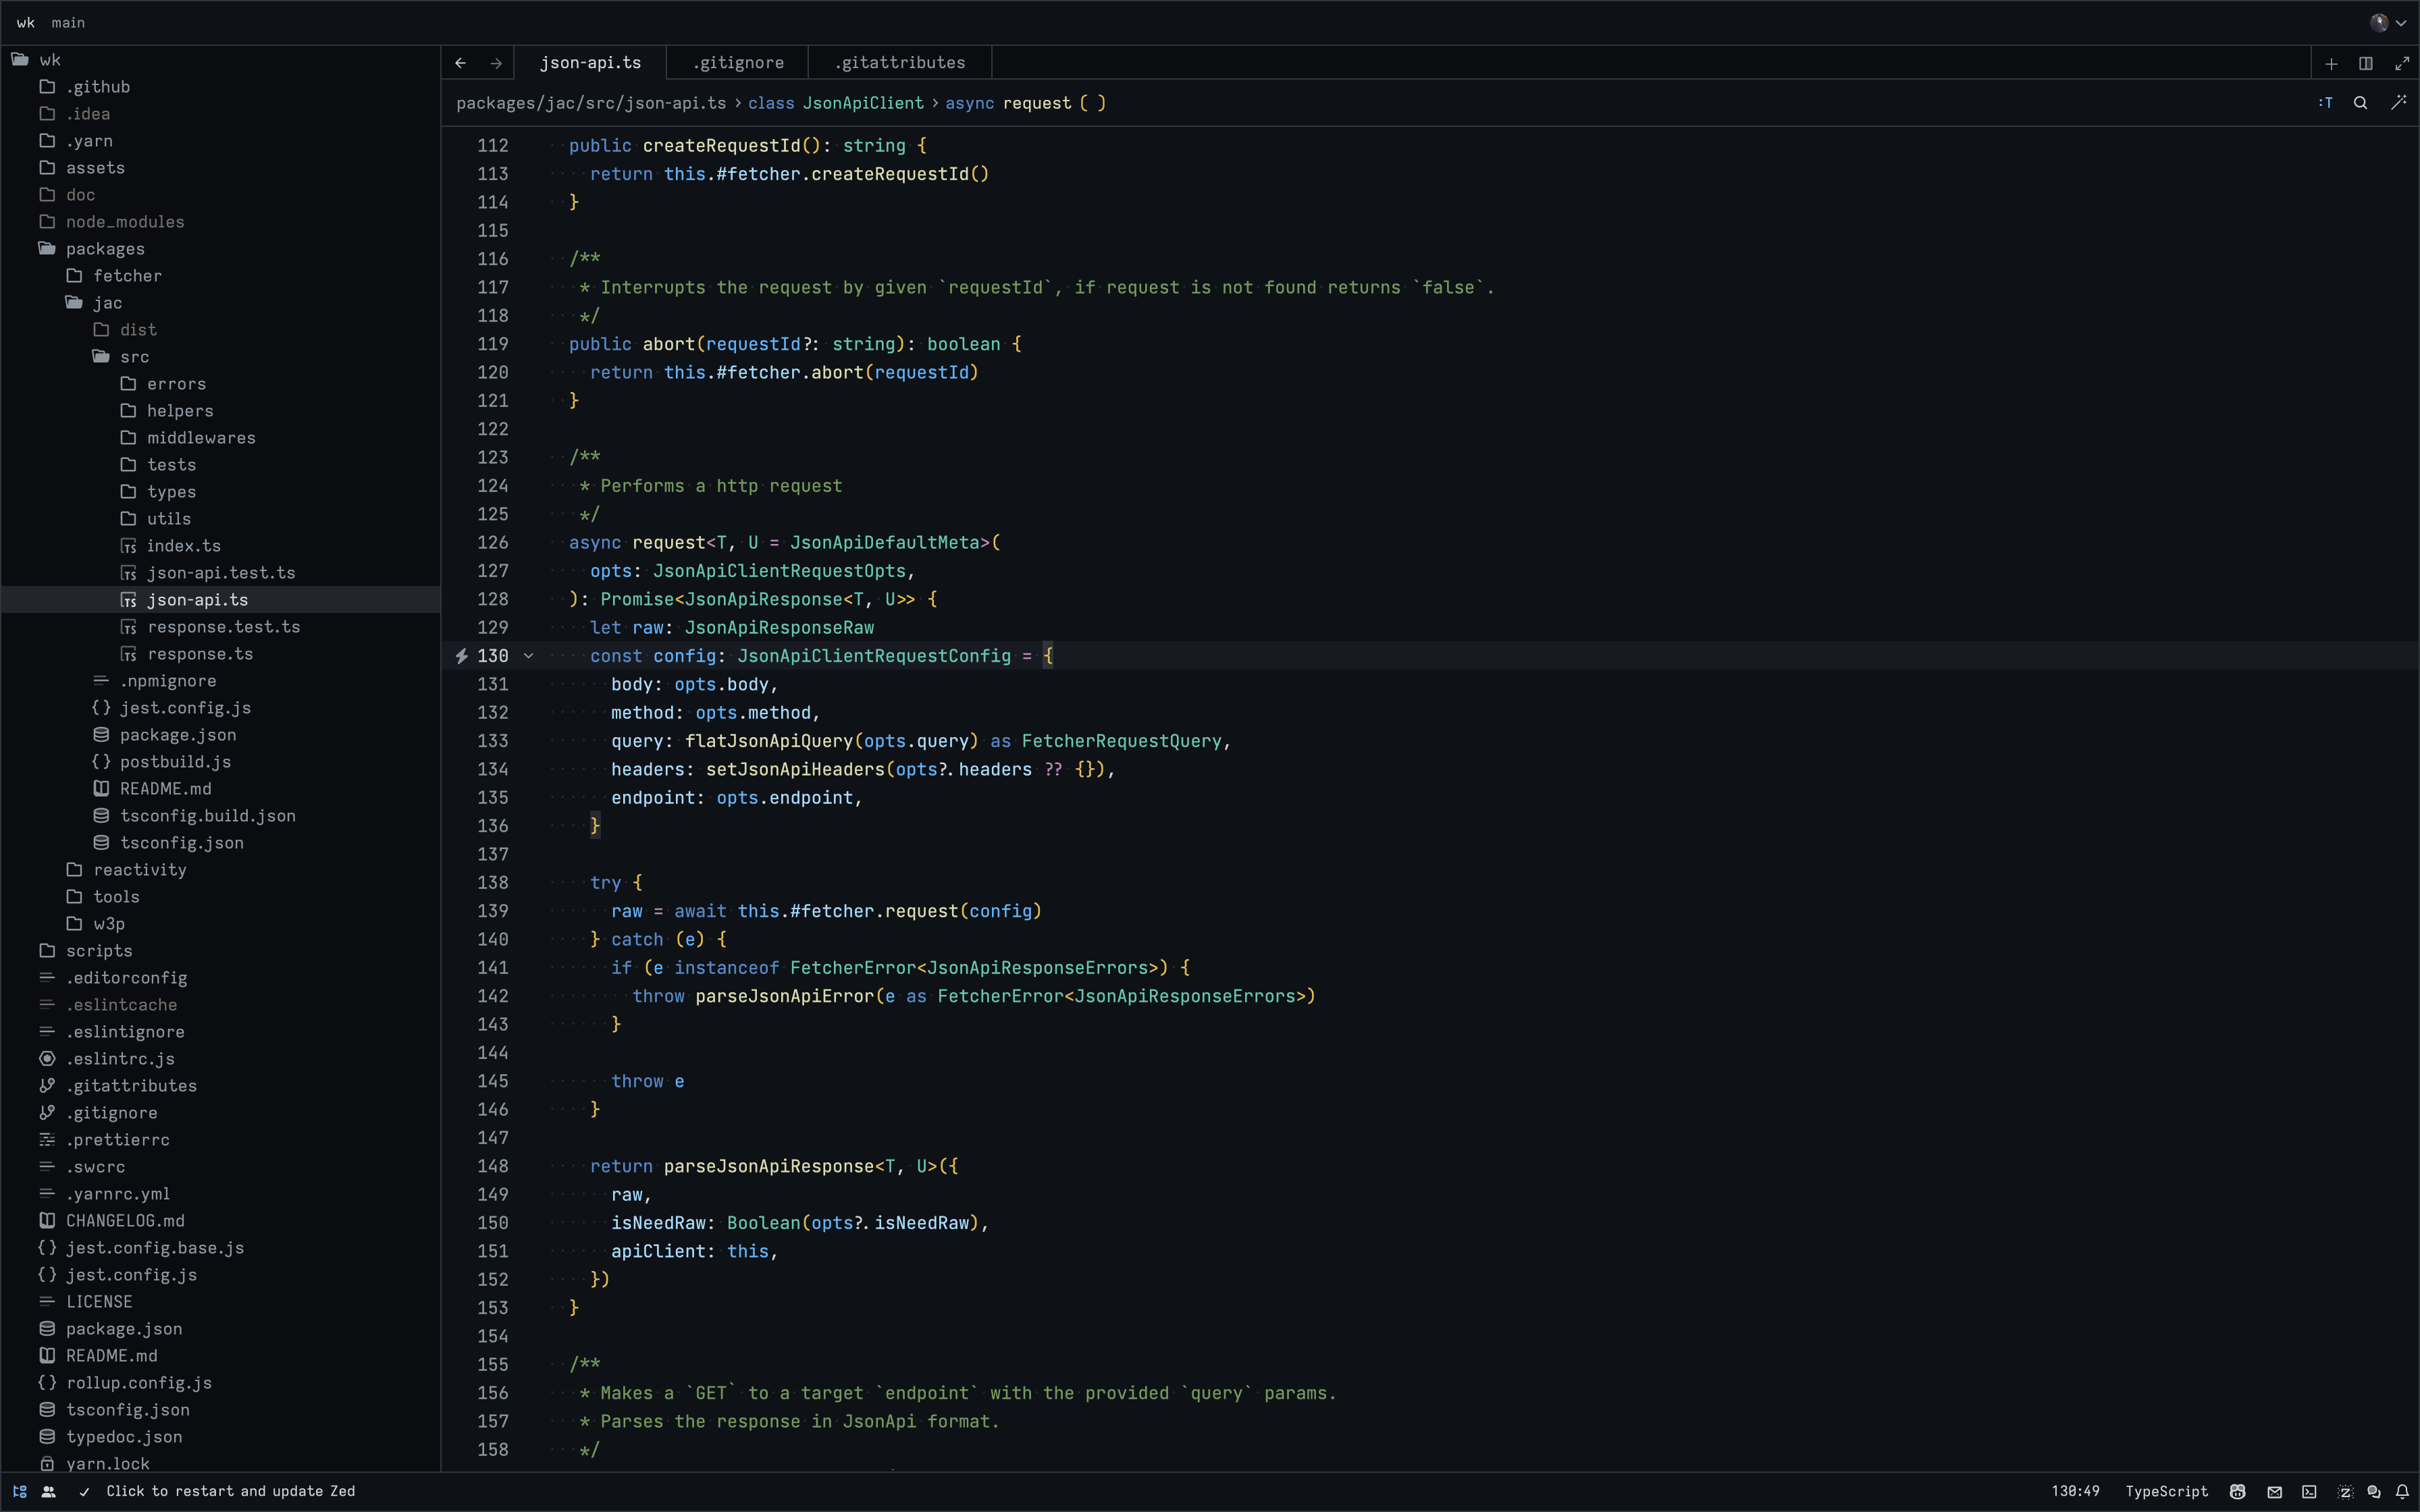 wk main
wk
.github
.idea
.yarn
assets
doc
node_modules
packages
fetcher
jac
dist
src
errors
helpers
middlewares
tests
types
utils
index.ts
json-api.test.ts
json-api.ts
response.test.ts
response.ts
.npmignore
jest.config.js
package.json
postbuild.js
README.md
tsconfig.build.json
tsconfig.json
reactivity
tools
w3p
scripts
.editorconfig
.eslintcache
.eslintignore
.eslintrc.js
.gitattributes
.gitignore
.prettierrc
.swcrc
.yarnrc.yml
CHANGELOG.md
jest.config.base.js
jest.config.js
LICENSE
package.json
README.md
rollup.config.js
tsconfig.json
typedoc.json
yarn.lock
json-api.ts .gitignore .gitattributes
packages/jac/src/json-api.ts › class JsonApiClient › async request ( ) :T
112 public createRequestId(): string {
113 return this.#fetcher.createRequestId()
114 }
115
116 /**
117 * Interrupts the request by given `requestId`, if request is not found returns `false`.
118 */
119 public abort(requestId?: string): boolean {
120 return this.#fetcher.abort(requestId)
121 }
122
123 /**
124 * Performs a http request
125 */
126 async request<T, U = JsonApiDefaultMeta>(
127 opts: JsonApiClientRequestOpts,
128 ): Promise<JsonApiResponse<T, U>> {
129 let raw: JsonApiResponseRaw
130 const config: JsonApiClientRequestConfig = {
131 body: opts.body,
132 method: opts.method,
133 query: flatJsonApiQuery(opts.query) as FetcherRequestQuery,
134 headers: setJsonApiHeaders(opts?.headers ?? {}),
135 endpoint: opts.endpoint,
136 }
137
138 try {
139 raw = await this.#fetcher.request(config)
140 } catch (e) {
141 if (e instanceof FetcherError<JsonApiResponseErrors>) {
142 throw parseJsonApiError(e as FetcherError<JsonApiResponseErrors>)
143 }
144
145 throw e
146 }
147
148 return parseJsonApiResponse<T, U>({
149 raw,
150 isNeedRaw: Boolean(opts?.isNeedRaw),
151 apiClient: this,
152 })
153 }
154
155 /**
156 * Makes a `GET` to a target `endpoint` with the provided `query` params.
157 * Parses the response in JsonApi format.
158 */
Click to restart and update Zed 130:49 TypeScript